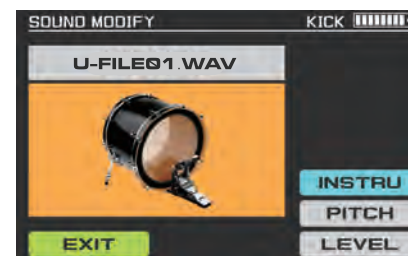 SOUND MODIFY KICK
U-FILE01.WAV
INSTRU
PITCH
EXIT LEVEL